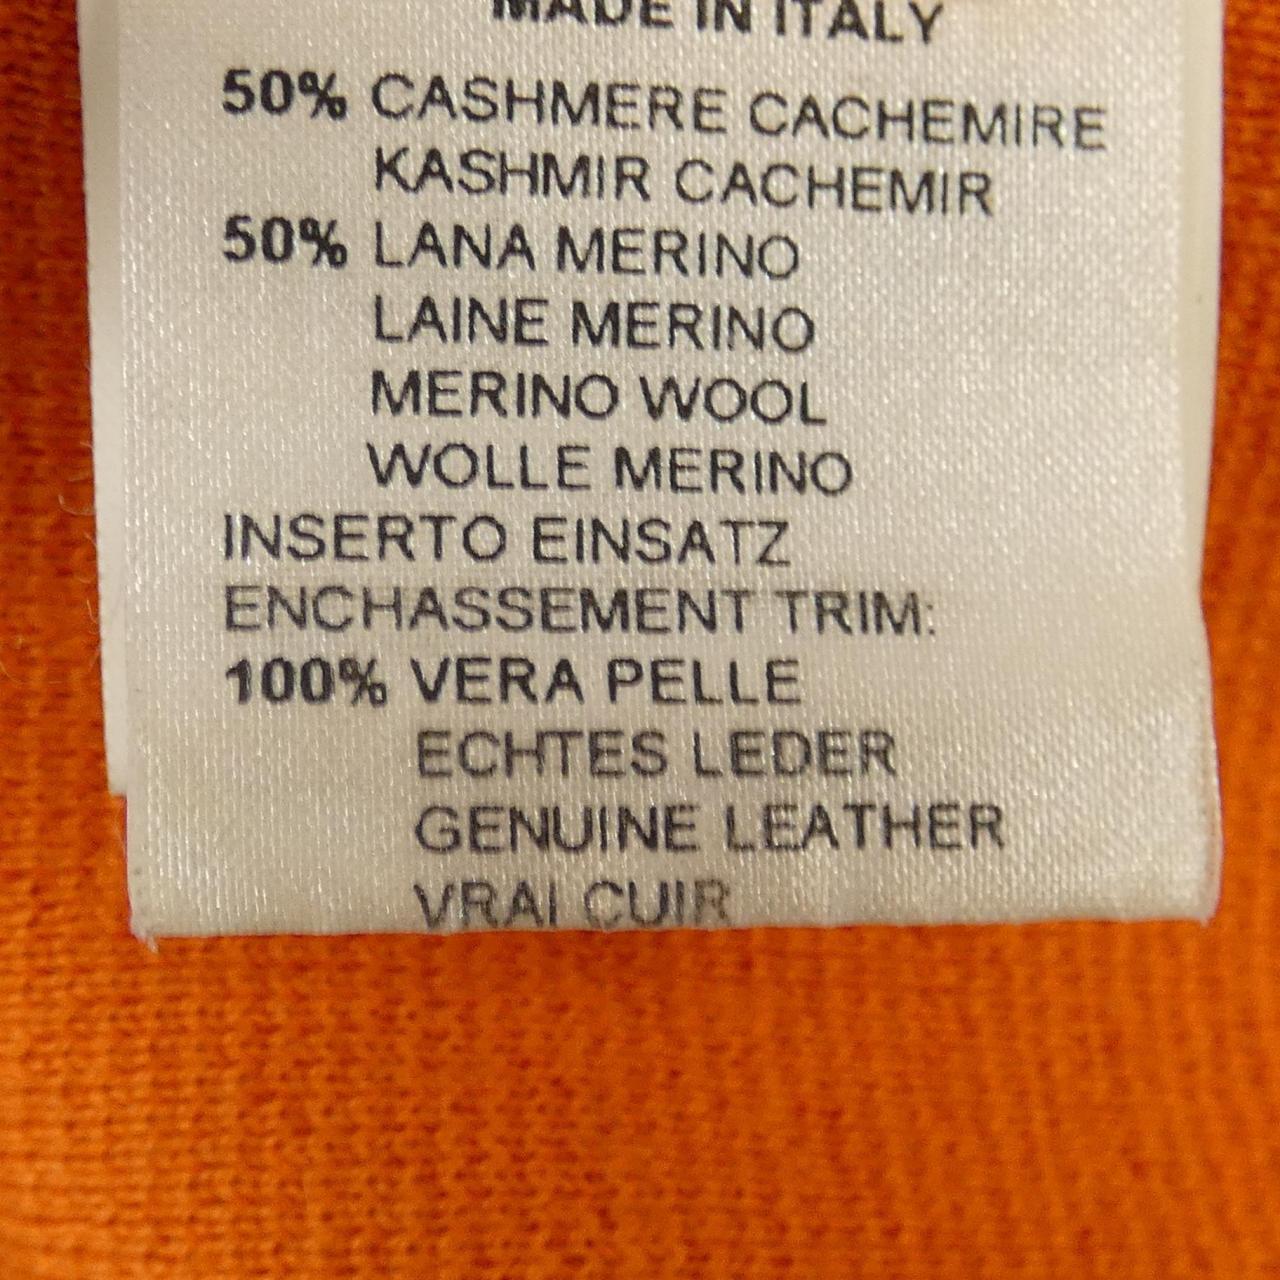 MADE IN ITALY
50% CASHMERE CACHEMIRE
KASHMIR CACHEMIR
50% LANA MERINO
LAINE MERINO
MERINO WOOL
WOLLE MERINO
INSERTO EINSATZ
ENCHASSEMENT TRIM:
100% VERA PELLE
ECHTES LEDER
GENUINE LEATHER
VRAI CUIR